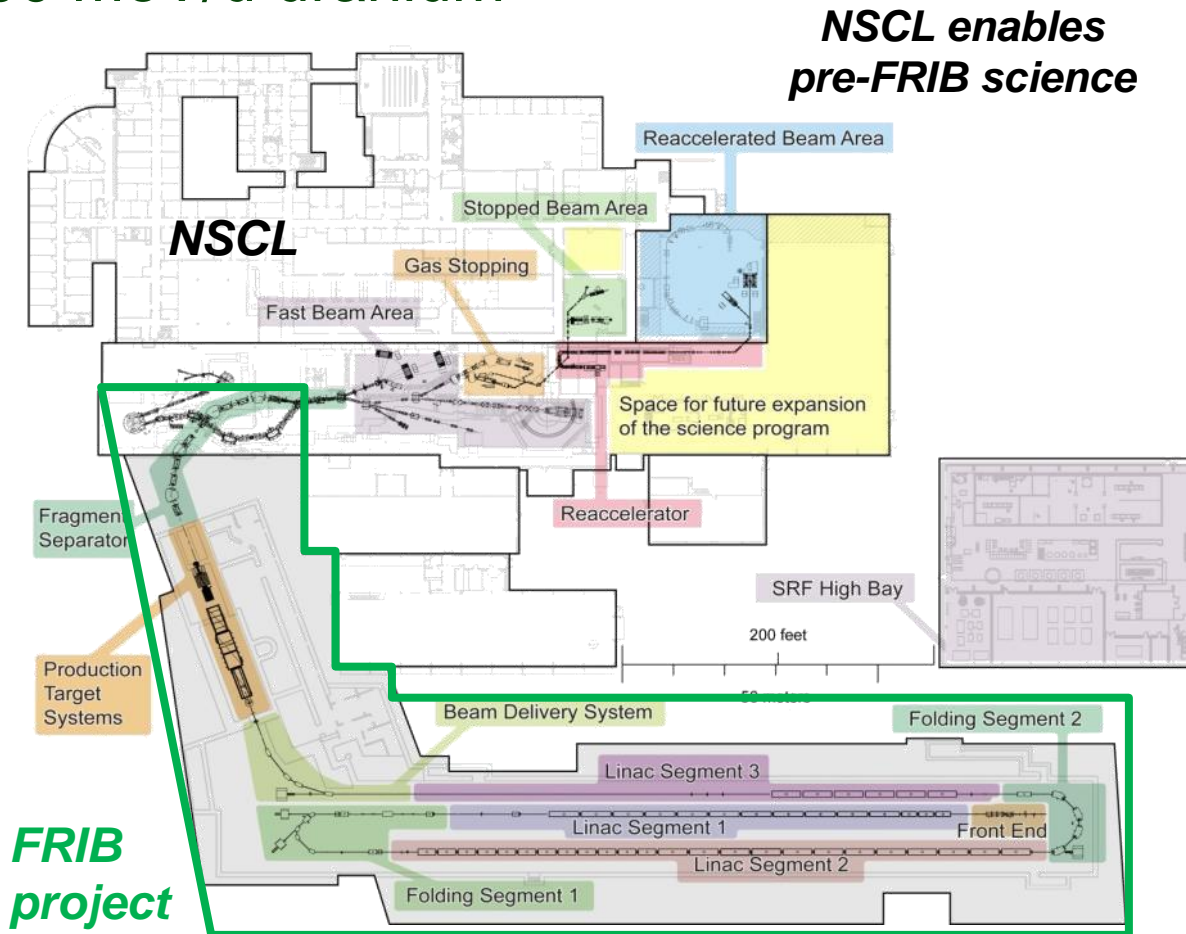 NSCL enables
pre-FRIB science
Reaccelerated Beam Area
Stopped Beam Area
NSCL
Gas Stopping
Fast Beam Area
Space for future expansion
of the science program
Fragment
Separator
Reaccelerator
SRF High Bay
200 feet
50 meters
Production
Target
Systems
Beam Delivery System
Folding Segment 2
Linac Segment 3
Linac Segment 1
Front End
Linac Segment 2
FRIB
project
Folding Segment 1